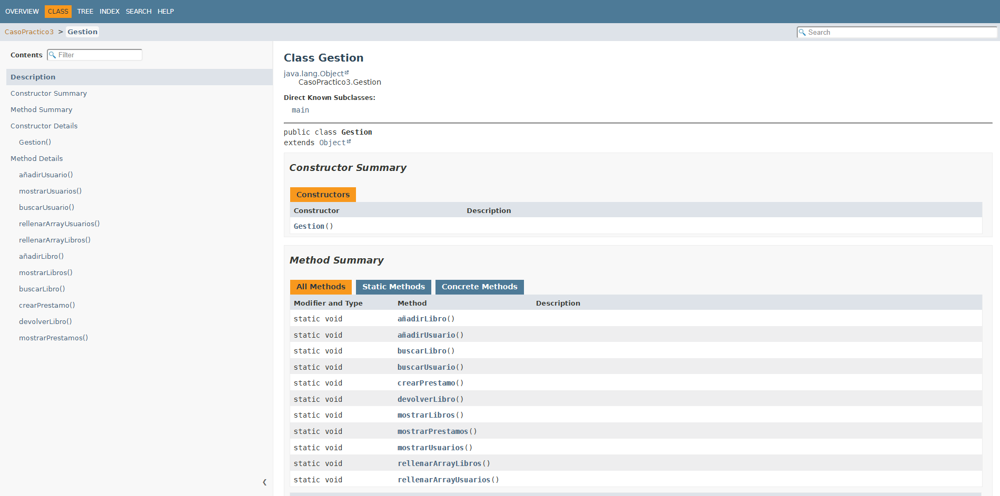 OVERVIEW CLASS TREE INDEX SEARCH HELP
CasoPractico3 > Gestion
Search
Contents Filter
Description
Constructor Summary
Method Summary
Constructor Details
Gestion()
Method Details
añadirUsuario()
mostrarUsuarios()
buscarUsuario()
rellenarArrayUsuarios()
rellenarArrayLibros()
añadirLibro()
mostrarLibros()
buscarLibro()
crearPrestamo()
devolverLibro()
mostrarPrestamos()
Class Gestion
java.lang.Object
CasoPractico3.Gestion
Direct Known Subclasses:
main
public class Gestion
extends Object
Constructor Summary
Constructors
Constructor Description
Gestion()
Method Summary
All Methods Static Methods Concrete Methods
Modifier and Type Method Description
static void añadirLibro()
static void añadirUsuario()
static void buscarLibro()
static void buscarUsuario()
static void crearPrestamo()
static void devolverLibro()
static void mostrarLibros()
static void mostrarPrestamos()
static void mostrarUsuarios()
static void rellenarArrayLibros()
static void rellenarArrayUsuarios()